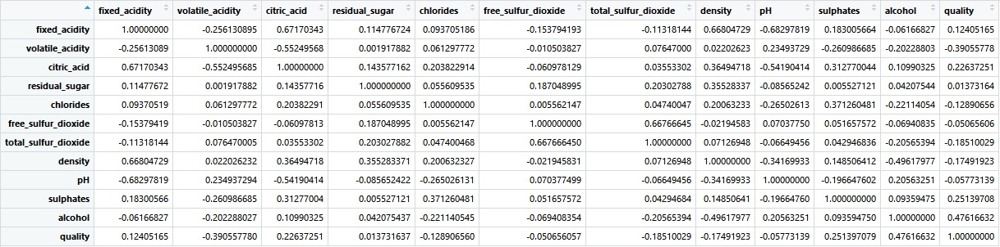 fixed_acidity volatile_acidity citric_acid residual_sugar chlorides free_sulfur_dioxide total_sulfur_dioxide density pH sulphates alcohol quality
fixed_acidity 1.00000000 -0.256130895 0.67170343 0.114776724 0.093705186 -0.153794193 -0.11318144 0.66804729 -0.68297819 0.183005664 -0.06166827 0.12405165
volatile_acidity -0.25613089 1.000000000 -0.55249568 0.001917882 0.061297772 -0.010503827 0.07647000 0.02202623 0.23493729 -0.260986685 -0.20228803 -0.39055778
citric_acid 0.67170343 -0.552495685 1.00000000 0.143577162 0.203822914 -0.060978129 0.03553302 0.36494718 -0.54190414 0.312770044 0.10990325 0.22637251
residual_sugar 0.11477672 0.001917882 0.14357716 1.000000000 0.055609535 0.187048995 0.20302788 0.35528337 -0.08565242 0.005527121 0.04207544 0.01373164
chlorides 0.09370519 0.061297772 0.20382291 0.055609535 1.000000000 0.005562147 0.04740047 0.20063233 -0.26502613 0.371260481 -0.22114054 -0.12890656
free_sulfur_dioxide -0.15379419 -0.010503827 -0.06097813 0.187048995 0.005562147 1.000000000 0.66766645 -0.02194583 0.07037750 0.051657572 -0.06940835 -0.05065606
total_sulfur_dioxide -0.11318144 0.076470005 0.03553302 0.203027882 0.047400468 0.667666450 1.00000000 0.07126948 -0.06649456 0.042946836 -0.20565394 -0.18510029
density 0.66804729 0.022026232 0.36494718 0.355283371 0.200632327 -0.021945831 0.07126948 1.00000000 -0.34169933 0.148506412 -0.49617977 -0.17491923
pH -0.68297819 0.234937294 -0.54190414 -0.085652422 -0.265026131 0.070377499 -0.06649456 -0.34169933 1.00000000 -0.196647602 0.20563251 -0.05773139
sulphates 0.18300566 -0.260986685 0.31277004 0.005527121 0.371260481 0.051657572 0.04294684 0.14850641 -0.19664760 1.000000000 0.09359475 0.25139708
alcohol -0.06166827 -0.202288027 0.10990325 0.042075437 -0.221140545 -0.069408354 -0.20565394 -0.49617977 0.20563251 0.093594750 1.00000000 0.47616632
quality 0.12405165 -0.390557780 0.22637251 0.013731637 -0.128906560 -0.050656057 -0.18510029 -0.17491923 -0.05773139 0.251397079 0.47616632 1.00000000